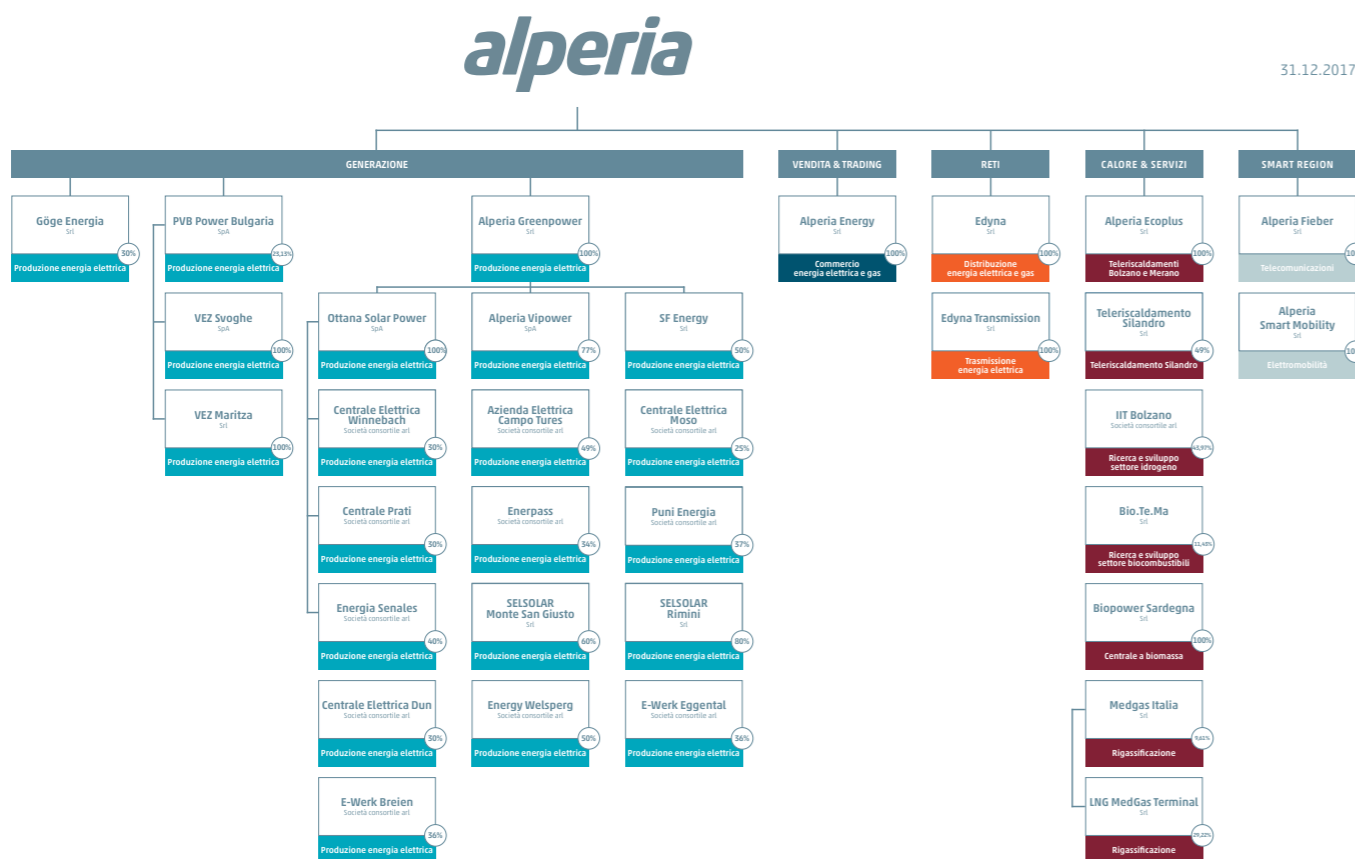 alperia
31.12.2017
GENERAZIONE
VENDITA & TRADING
RETI
CALORE & SERVIZI
SMART REGION
Göge Energia
Srl
30%
Produzione energia elettrica
PVB Power Bulgaria
SpA
23,13%
Produzione energia elettrica
Alperia Greenpower
Srl
100%
Produzione energia elettrica
Alperia Energy
Srl
100%
Commercio
energia elettrica e gas
Edyna
Srl
100%
Distribuzione
energia elettrica e gas
Alperia Ecoplus
Srl
100%
Teleriscaldamenti
Bolzano e Merano
Alperia Fieber
Srl
Telecomunicazioni
VEZ Svoghe
SpA
100%
Produzione energia elettrica
Ottana Solar Power
SpA
100%
Produzione energia elettrica
Alperia Vipower
SpA
77%
Produzione energia elettrica
SF Energy
Srl
50%
Produzione energia elettrica
Edyna Transmission
Srl
100%
Trasmissione
energia elettrica
Teleriscaldamento
Silandro
Srl
49%
Teleriscaldamento Silandro
Alperia
Smart Mobility
Srl
Elettromobilità
VEZ Maritza
Srl
100%
Produzione energia elettrica
Centrale Elettrica
Winnebach
Società consortile arl
30%
Produzione energia elettrica
Azienda Elettrica
Campo Tures
Società consortile arl
49%
Produzione energia elettrica
Centrale Elettrica
Moso
Società consortile arl
25%
Produzione energia elettrica
IIT Bolzano
Società consortile arl
Ricerca e sviluppo
settore idrogeno
Centrale Prati
Società consortile arl
30%
Produzione energia elettrica
Enerpass
Società consortile arl
34%
Produzione energia elettrica
Puni Energia
Società consortile arl
37%
Produzione energia elettrica
Bio.Te.Ma
Srl
Ricerca e sviluppo
settore biocombustibili
Energia Senales
Società consortile arl
40%
Produzione energia elettrica
SELSOLAR
Monte San Giusto
Srl
60%
Produzione energia elettrica
SELSOLAR
Rimini
Srl
80%
Produzione energia elettrica
Biopower Sardegna
Srl
100%
Centrale a biomassa
Centrale Elettrica Dun
Società consortile arl
30%
Produzione energia elettrica
Energy Welsperg
Società consortile arl
50%
Produzione energia elettrica
E-Werk Eggental
Società consortile arl
36%
Produzione energia elettrica
Medgas Italia
Srl
Rigassificazione
E-Werk Breien
Società consortile arl
36%
Produzione energia elettrica
LNG MedGas Terminal
Srl
29,22%
Rigassificazione